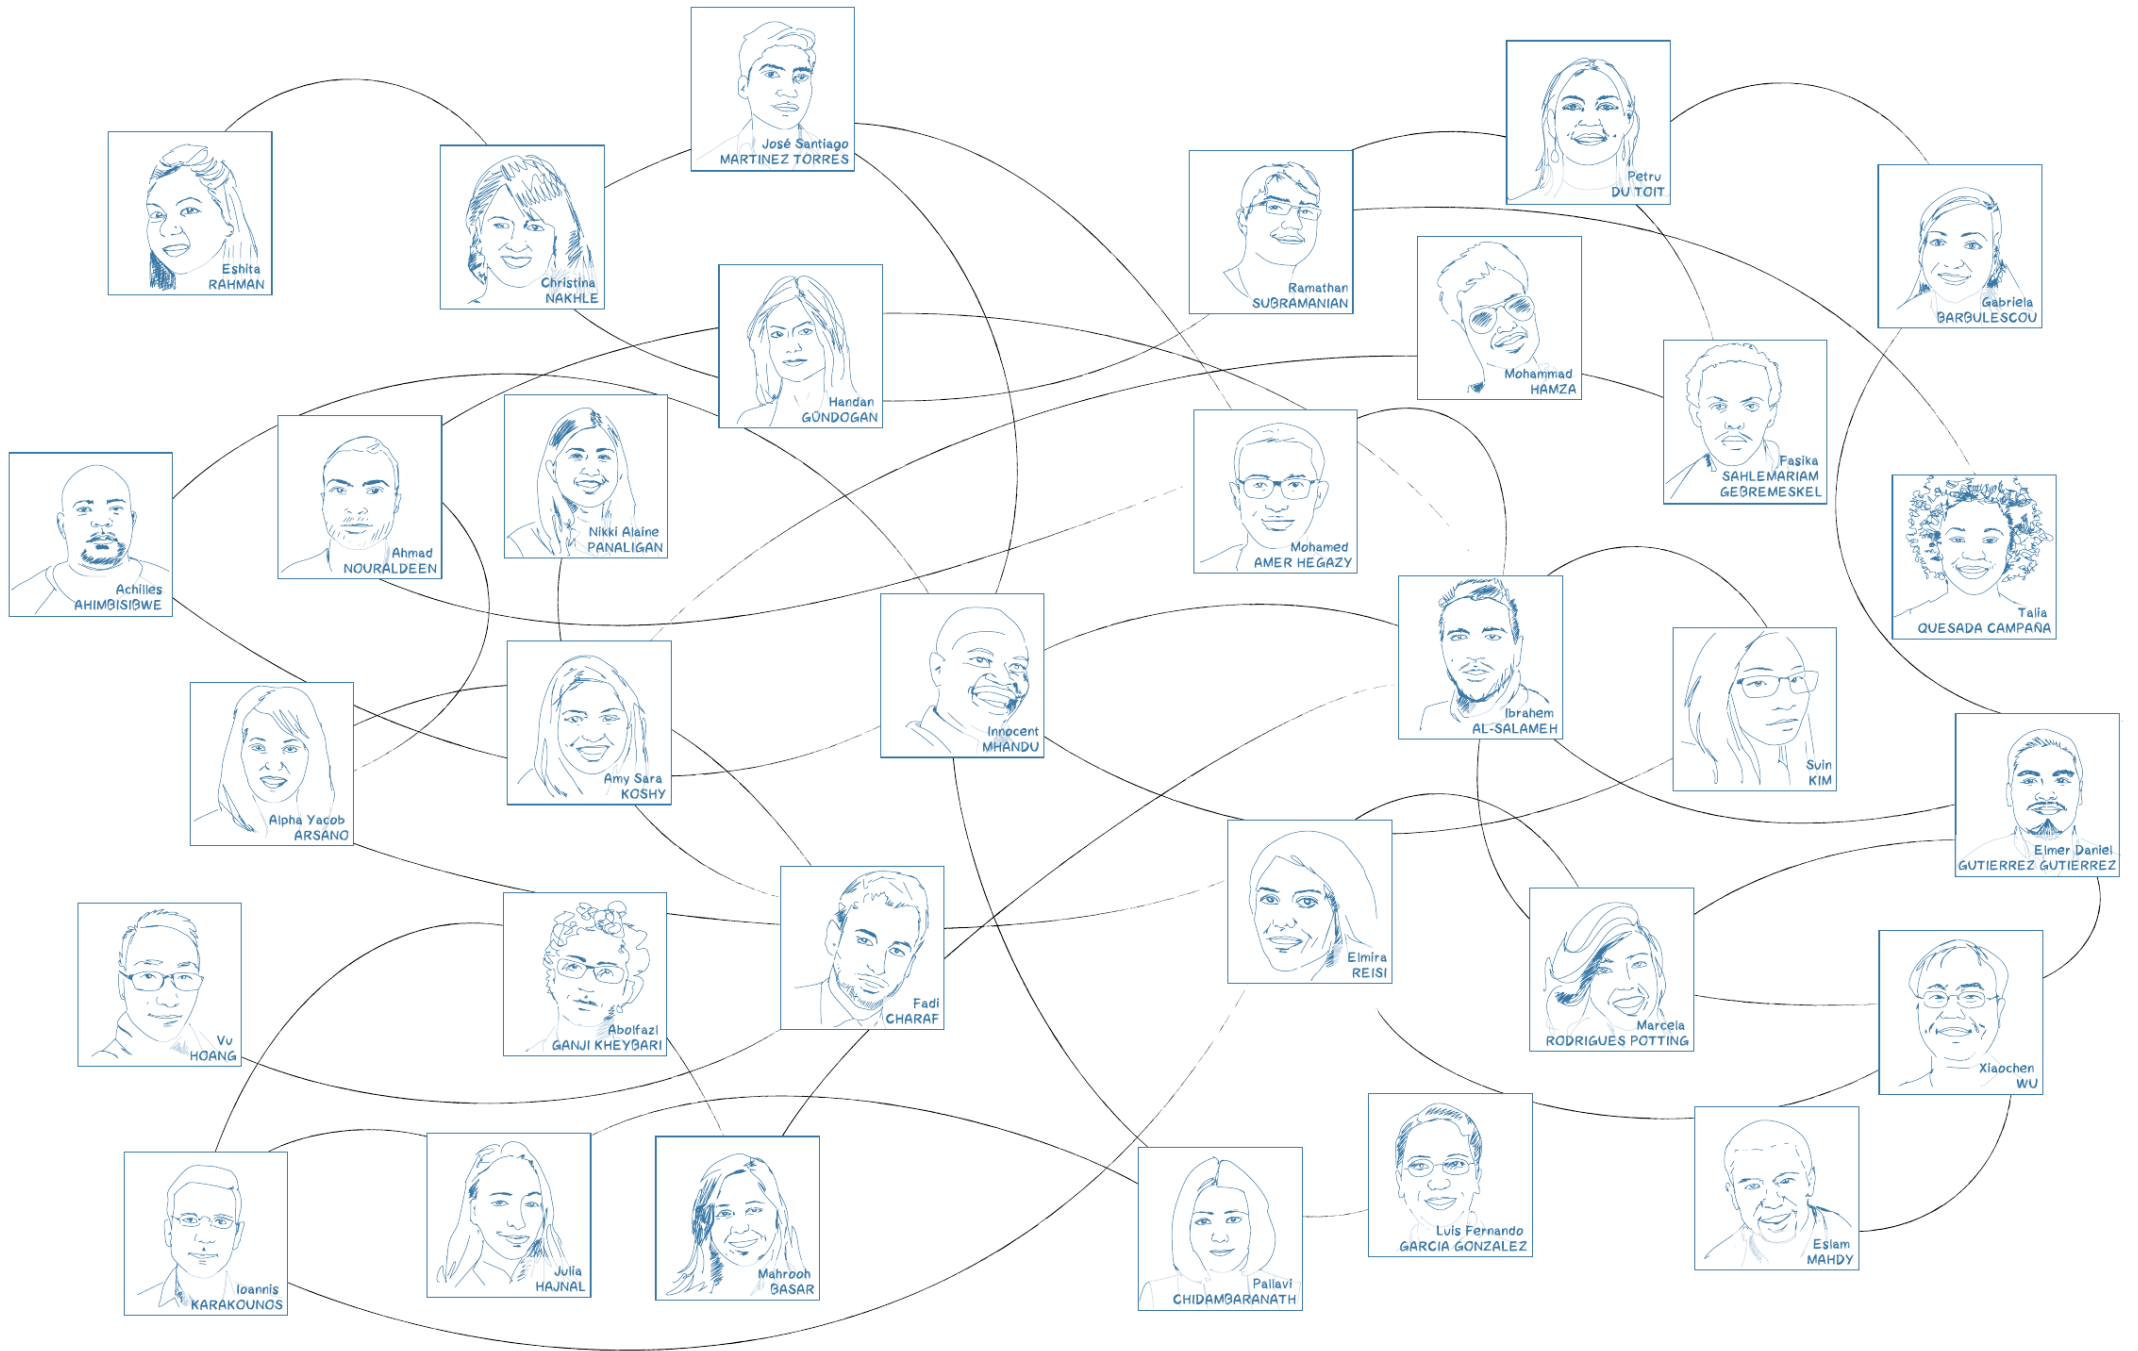 José Santiago
MARTINEZ TORRES
Petru
DU TOIT
Eshita
RAHMAN
Christina
NAKHLE
Ramathan
SUBRAMANIAN
Gabriela
BARBULESCOU
Handan
GÜNDOGAN
Mohammad
HAMZA
Fasika
SAHLEMARIAM
GEBREMESKEL
Achilles
AHIMBISIBWE
Ahmad
NOURALDEEN
Nikki Alaine
PANALIGAN
Mohamed
AMER HEGAZY
Talia
QUESADA CAMPAÑA
Alpha Yacob
ARSANO
Amy Sara
KOSHY
Innocent
MHANDU
Ibrahem
AL-SALAMEH
Suin
KIM
Elmer Daniel
GUTIERREZ GUTIERREZ
Vu
HOANG
Abolfazl
GANJI KHEYBARI
Fadi
CHARAF
Elmira
REISI
Marcela
RODRIGUES POTTING
Xiaochen
WU
Ioannis
KARAKOUNOS
Julia
HAJNAL
Mahrooh
BASAR
Pallavi
CHIDAMBARANATH
Luis Fernando
GARCIA GONZALEZ
Eslam
MAHDY